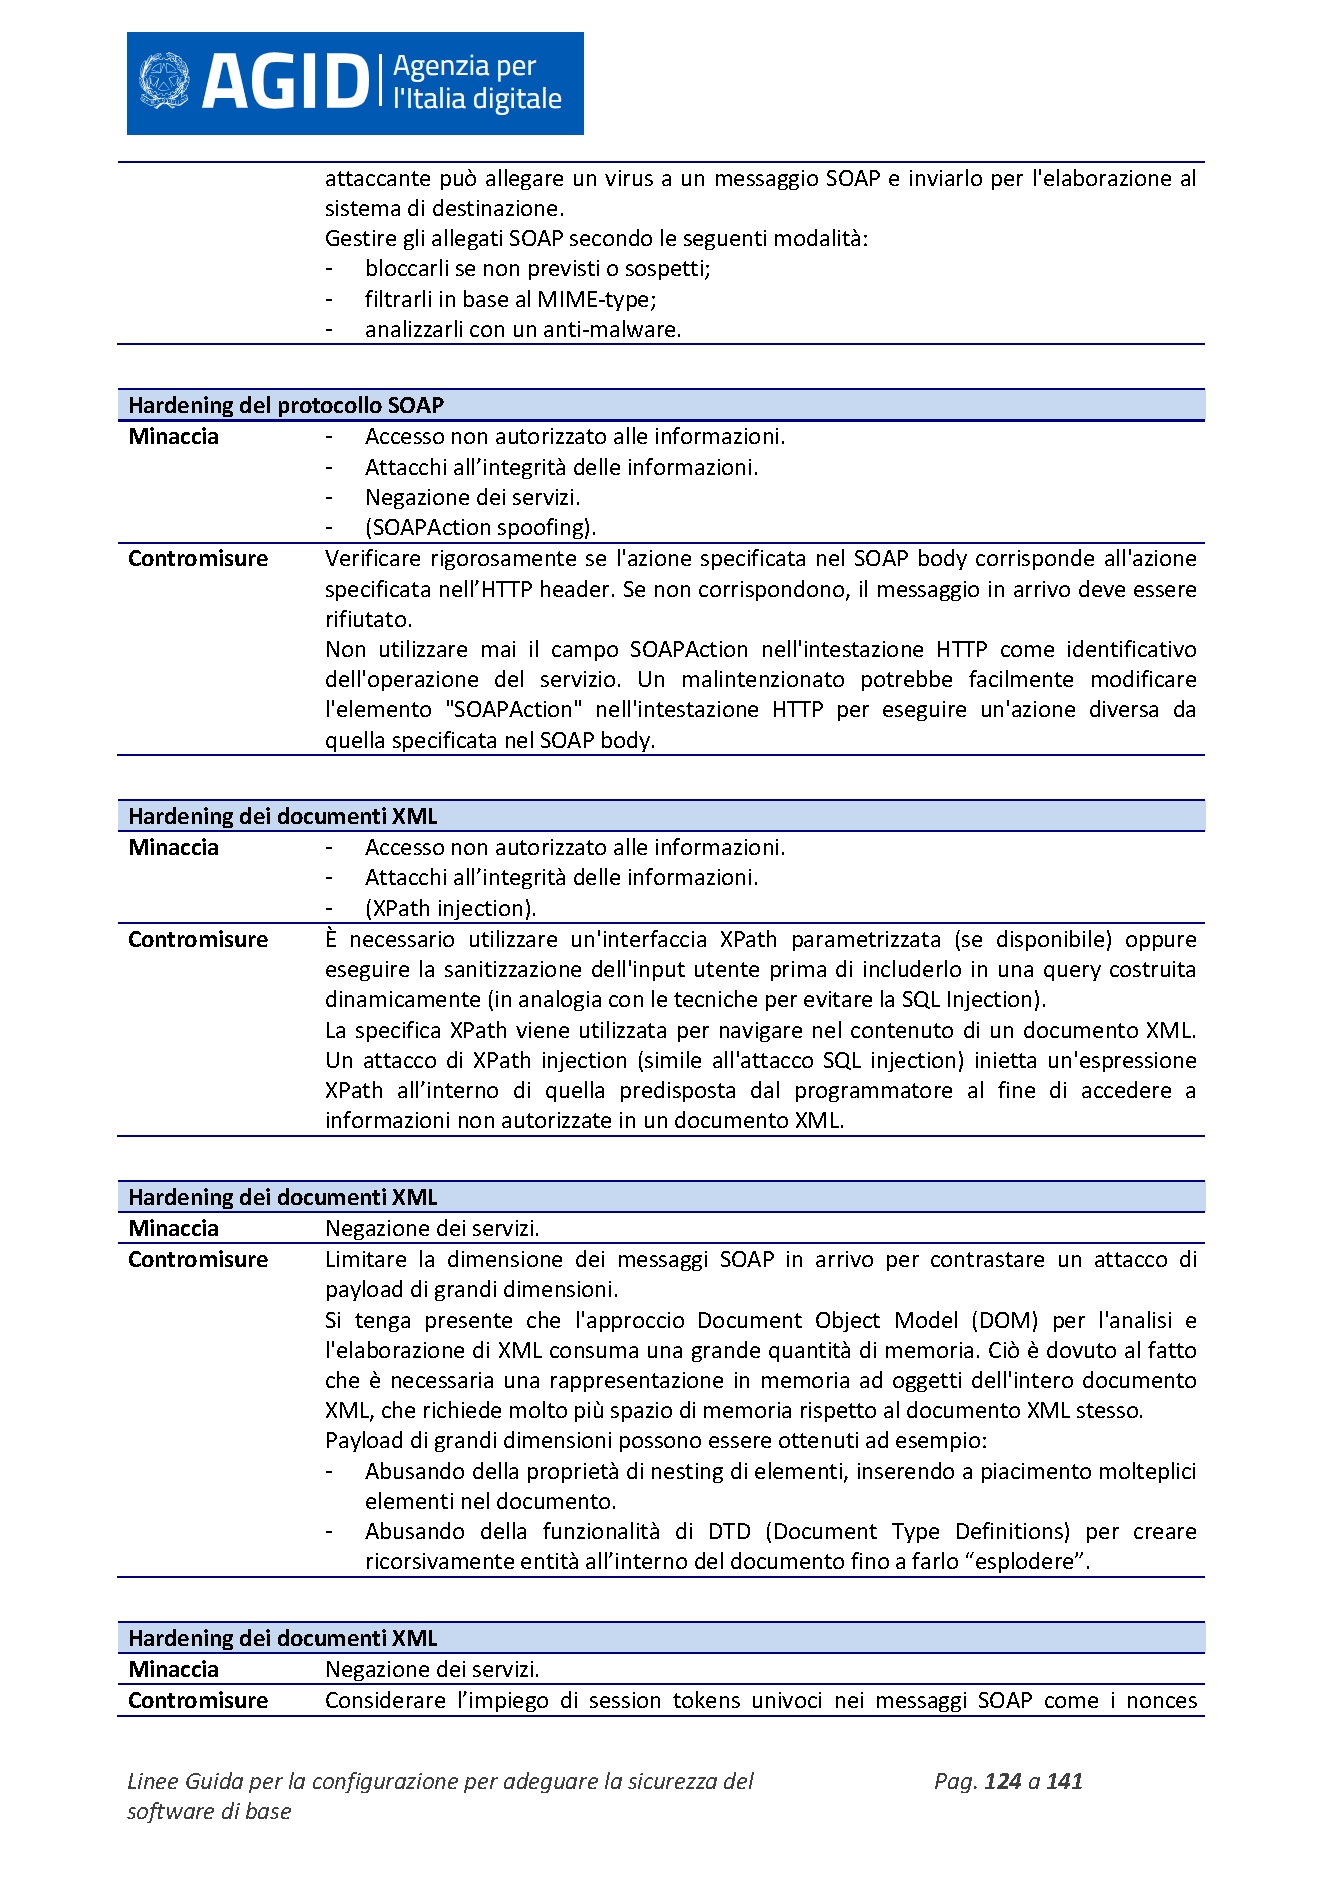 AGID Agenzia per
l'Italia digitale
attaccante può allegare un virus a un messaggio SOAP e inviarlo per l'elaborazione al
sistema di destinazione.
Gestire gli allegati SOAP secondo le seguenti modalità:
- bloccarli se non previsti o sospetti;
- filtrarli in base al MIME-type;
- analizzarli con un anti-malware.
Hardening del protocollo SOAP
Minaccia - Accesso non autorizzato alle informazioni.
- Attacchi all’integrità delle informazioni.
- Negazione dei servizi.
- (SOAPAction spoofing).
Contromisure Verificare rigorosamente se l'azione specificata nel SOAP body corrisponde all'azione
specificata nell’HTTP header. Se non corrispondono, il messaggio in arrivo deve essere
rifiutato.
Non utilizzare mai il campo SOAPAction nell'intestazione HTTP come identificativo
dell'operazione del servizio. Un malintenzionato potrebbe facilmente modificare
l'elemento "SOAPAction" nell'intestazione HTTP per eseguire un'azione diversa da
quella specificata nel SOAP body.
Hardening dei documenti XML
Minaccia - Accesso non autorizzato alle informazioni.
- Attacchi all’integrità delle informazioni.
- (XPath injection).
Contromisure È necessario utilizzare un'interfaccia XPath parametrizzata (se disponibile) oppure
eseguire la sanitizzazione dell'input utente prima di includerlo in una query costruita
dinamicamente (in analogia con le tecniche per evitare la SQL Injection).
La specifica XPath viene utilizzata per navigare nel contenuto di un documento XML.
Un attacco di XPath injection (simile all'attacco SQL injection) inietta un'espressione
XPath all’interno di quella predisposta dal programmatore al fine di accedere a
informazioni non autorizzate in un documento XML.
Hardening dei documenti XML
Minaccia Negazione dei servizi.
Contromisure Limitare la dimensione dei messaggi SOAP in arrivo per contrastare un attacco di
payload di grandi dimensioni.
Si tenga presente che l'approccio Document Object Model (DOM) per l'analisi e
l'elaborazione di XML consuma una grande quantità di memoria. Ciò è dovuto al fatto
che è necessaria una rappresentazione in memoria ad oggetti dell'intero documento
XML, che richiede molto più spazio di memoria rispetto al documento XML stesso.
Payload di grandi dimensioni possono essere ottenuti ad esempio:
- Abusando della proprietà di nesting di elementi, inserendo a piacimento molteplici
elementi nel documento.
- Abusando della funzionalità di DTD (Document Type Definitions) per creare
ricorsivamente entità all’interno del documento fino a farlo “esplodere”.
Hardening dei documenti XML
Minaccia Negazione dei servizi.
Contromisure Considerare l’impiego di session tokens univoci nei messaggi SOAP come i nonces
Linee Guida per la configurazione per adeguare la sicurezza del Pag. 124 a 141
software di base